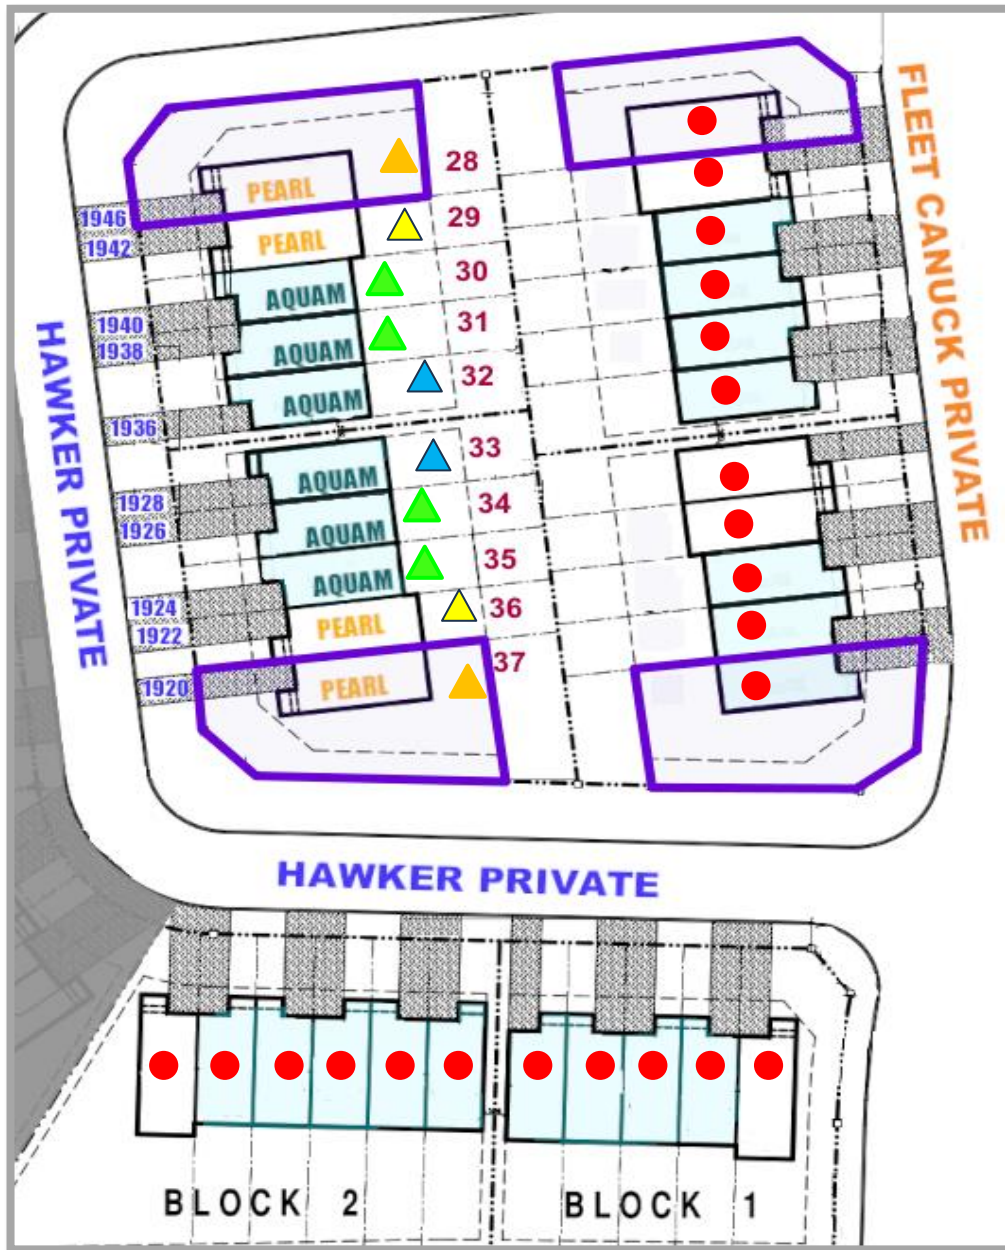 FLEET CANUCK PRIVATE
28
PEARL
1946
29
1942
PEARL
30
AQUAM
1940
31
1938
AQUAM
32
AQUAM
1936
HAWKER PRIVATE
33
AQUAM
1928
34
1926
AQUAM
35
AQUAM
1924
36
1922
PEARL
37
1920
PEARL
HAWKER PRIVATE
BLOCK 2
BLOCK 1